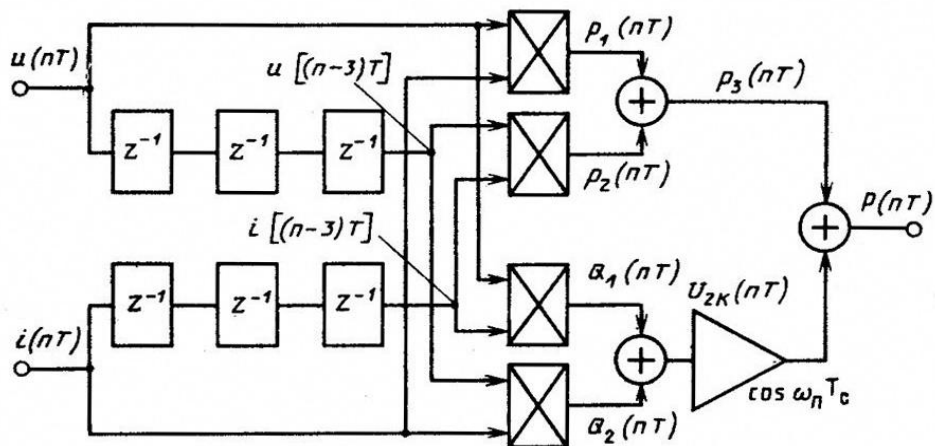 u(nT)
u [(n-3)T]
p₁(nT)
p₃(nT)
z⁻¹
z⁻¹
z⁻¹
p₂(nT)
P(nT)
i [(n-3)T]
z⁻¹
z⁻¹
z⁻¹
Q₁(nT)
U₂ₖ(nT)
i(nT)
cos ωₙT꜀
Q₂(nT)